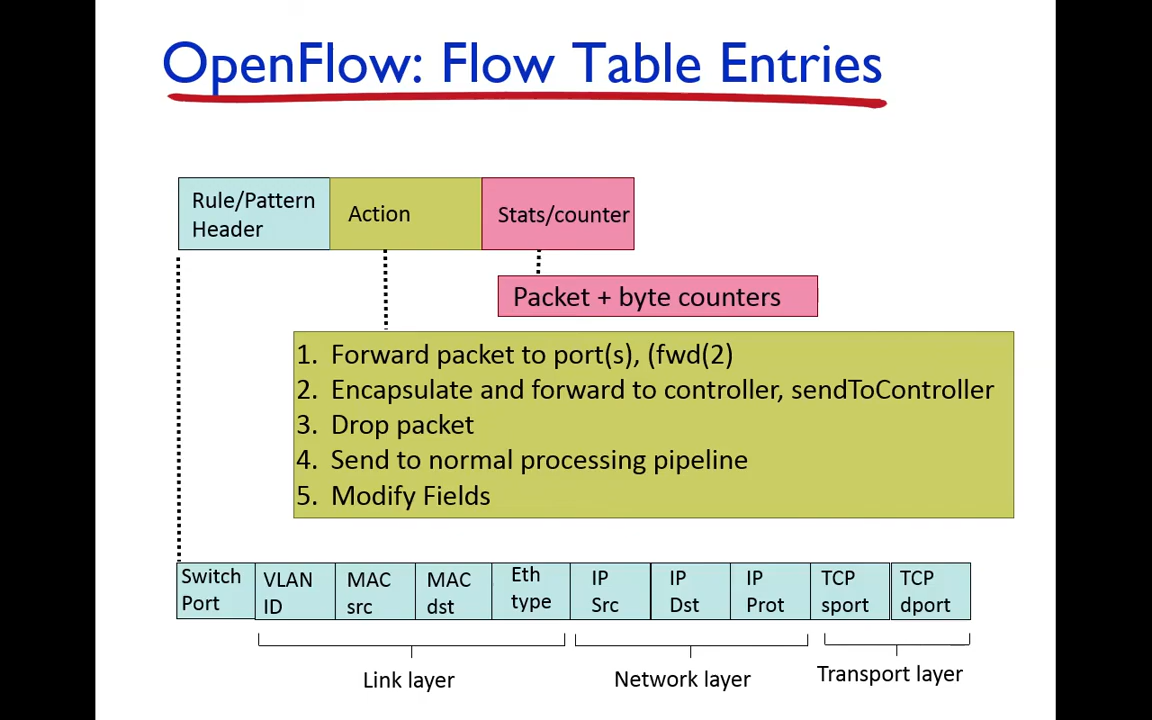 OpenFlow: Flow Table Entries
Rule/Pattern
Header
Action
Stats/counter
Packet + byte counters
1. Forward packet to port(s), (fwd(2)
2. Encapsulate and forward to controller, sendToController
3. Drop packet
4. Send to normal processing pipeline
5. Modify Fields
Switch
Port
VLAN
ID
MAC
src
MAC
dst
Eth
type
IP
Src
IP
Dst
IP
Prot
TCP
sport
TCP
dport
Link layer
Network layer
Transport layer